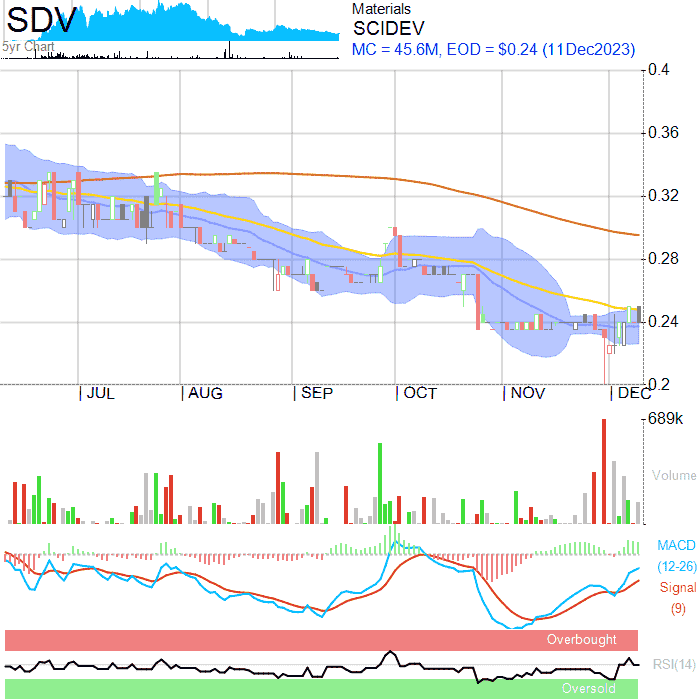 SDV
5yr Chart
Materials
SCIDEV
MC = 45.6M, EOD = $0.24 (11Dec2023)
0.4
0.36
0.32
0.28
0.24
0.2
JUL AUG SEP OCT NOV DEC
689k
Volume
MACD
(12-26)
Signal
(9)
Overbought
RSI(14)
Oversold